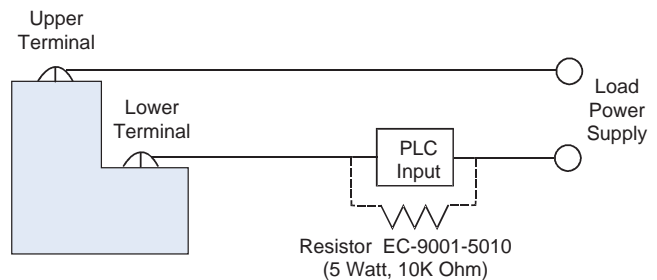 Upper
Terminal
Lower
Terminal
Load
Power
Supply
PLC
Input
Resistor EC-9001-5010
(5 Watt, 10K Ohm)